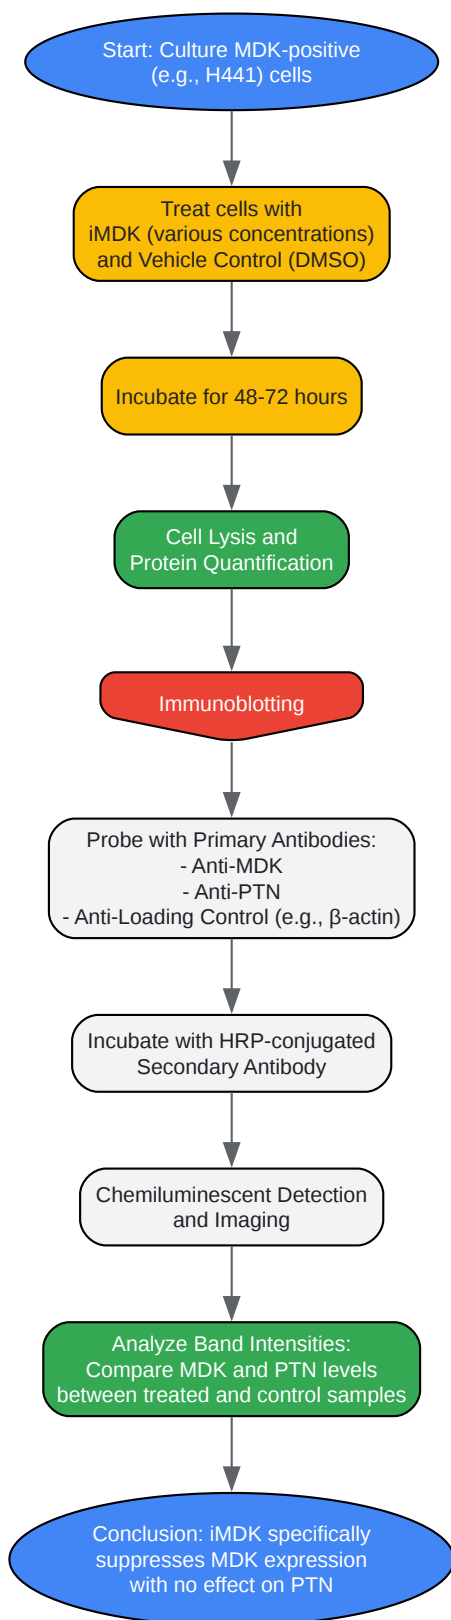 Start: Culture MDK-positive
(e.g., H441) cells
Treat cells with
iMDK (various concentrations)
and Vehicle Control (DMSO)
Incubate for 48-72 hours
Cell Lysis and
Protein Quantification
Immunoblotting
Probe with Primary Antibodies:
- Anti-MDK
- Anti-PTN
- Anti-Loading Control (e.g., β-actin)
Incubate with HRP-conjugated
Secondary Antibody
Chemiluminescent Detection
and Imaging
Analyze Band Intensities:
Compare MDK and PTN levels
between treated and control samples
Conclusion: iMDK specifically
suppresses MDK expression
with no effect on PTN